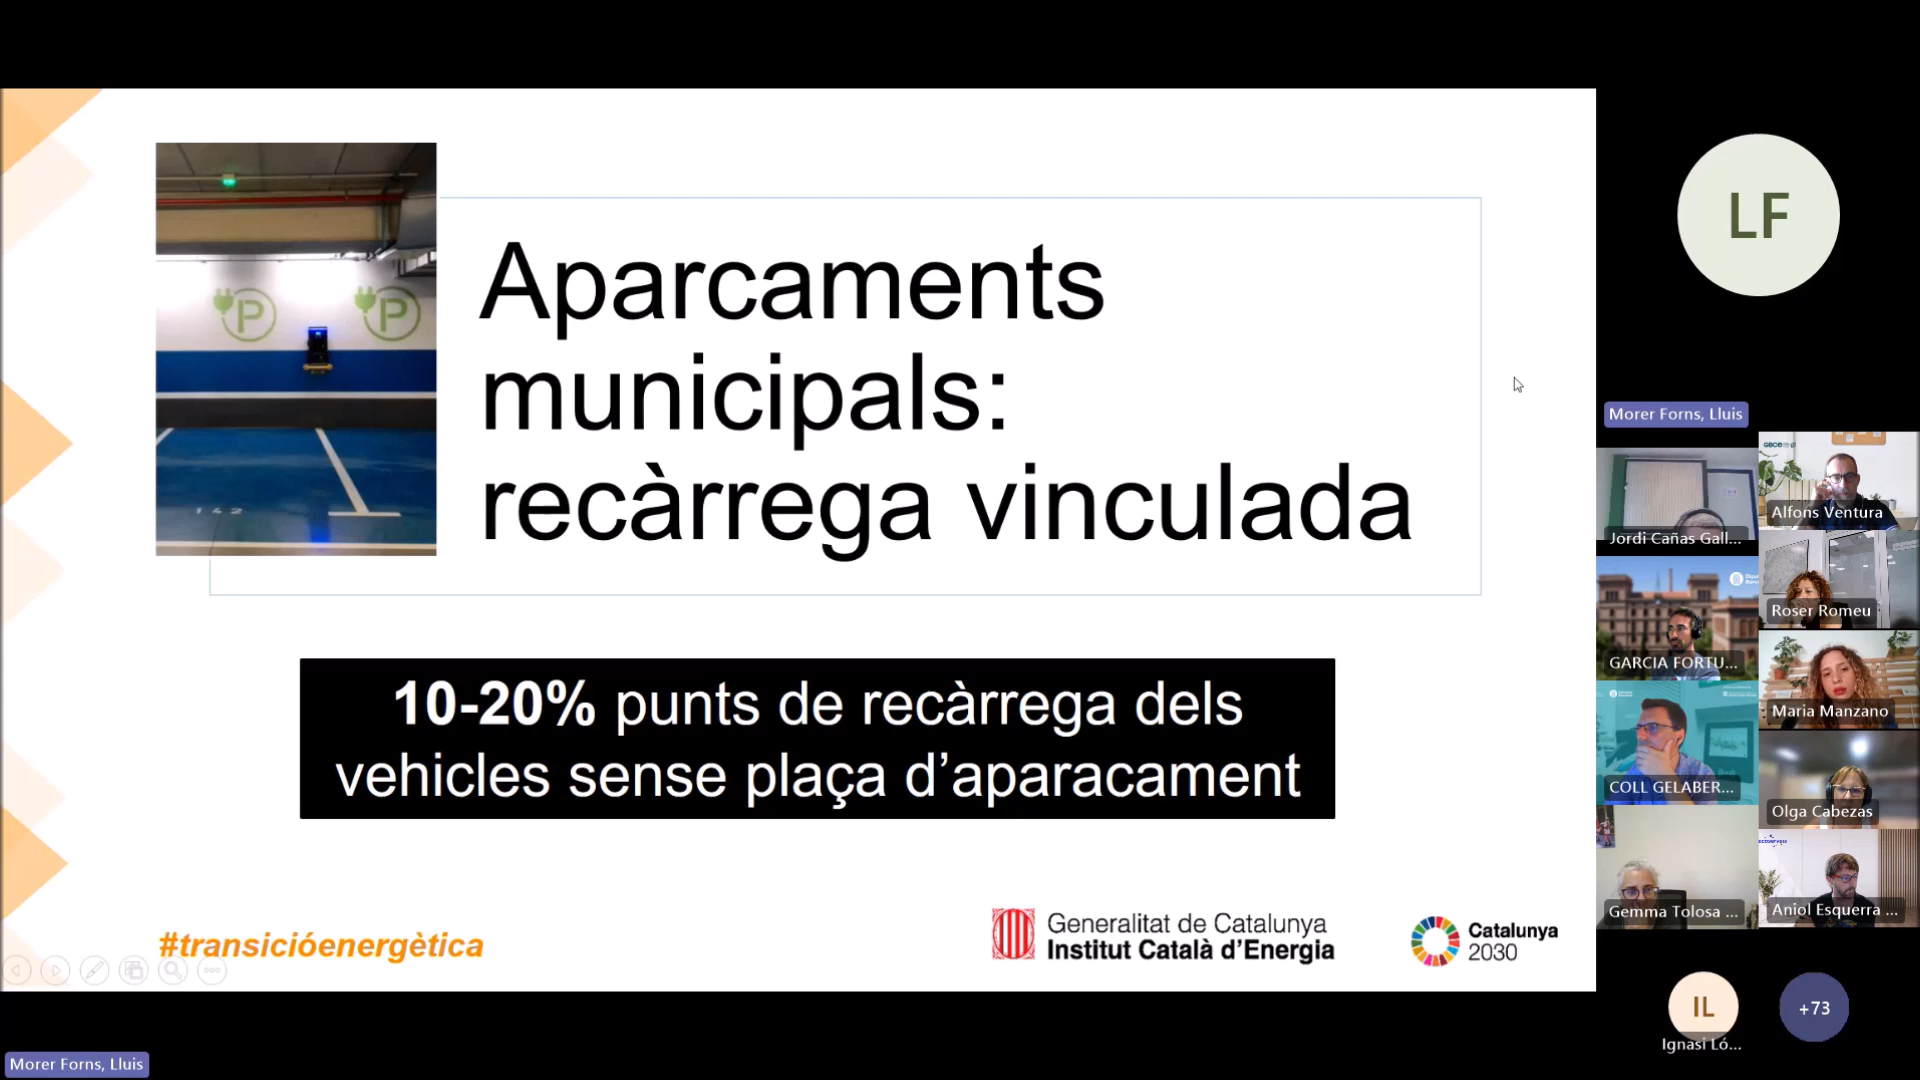 Aparcaments
municipals:
recàrrega vinculada
P
P
142
10-20% punts de recàrrega dels
vehicles sense plaça d’aparacament
#transicióenergètica
Generalitat de Catalunya
Institut Català d’Energia
Catalunya
2030
Morer Forns, Lluis
LF
Morer Forns, Lluis
Jordi Cañas Gall...
GBCe
Alfons Ventura
GARCIA FORTU...
Roser Romeu
COLL GELABER...
Maria Manzano
Olga Cabezas
Gemma Tolosa ...
Aniol Esquerra ...
IL
Ignasi Ló...
+73